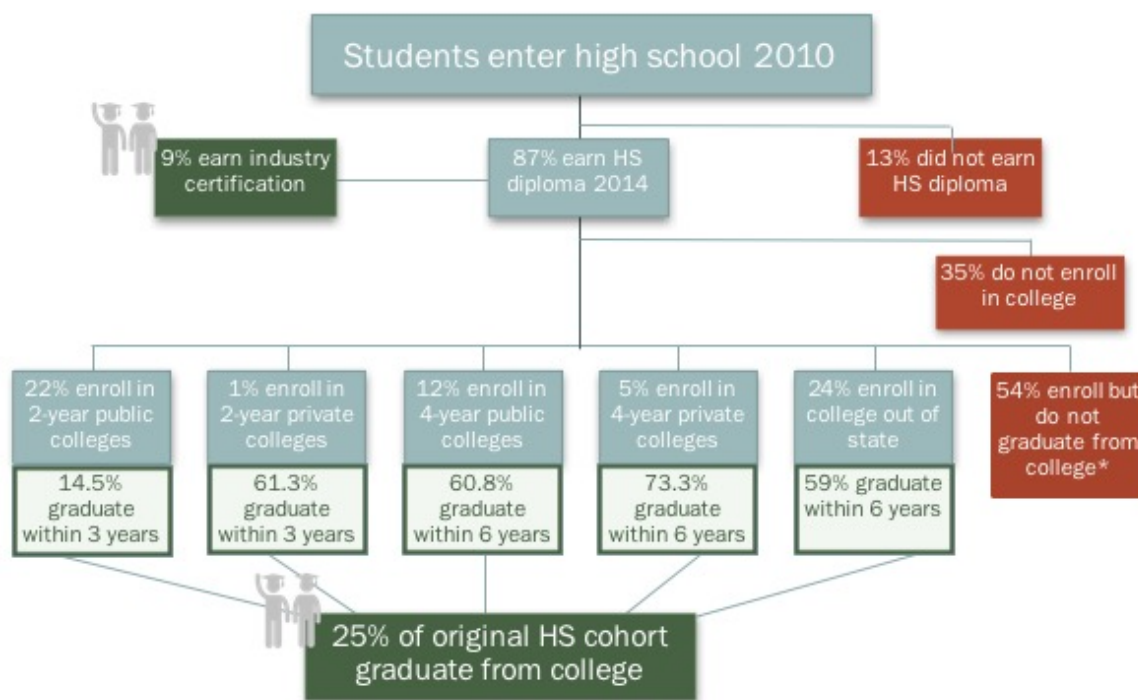 Students enter high school 2010
9% earn industry
certification
87% earn HS
diploma 2014
13% did not earn
HS diploma
35% do not enroll
in college
22% enroll in
2-year public
colleges
14.5%
graduate
within 3 years
1% enroll in
2-year private
colleges
61.3%
graduate
within 3 years
12% enroll in
4-year public
colleges
60.8%
graduate
within 6 years
5% enroll in
4-year private
colleges
73.3%
graduate
within 6 years
24% enroll in
college out of
state
59% graduate
within 6 years
54% enroll but
do not
graduate from
college*
25% of original HS cohort
graduate from college